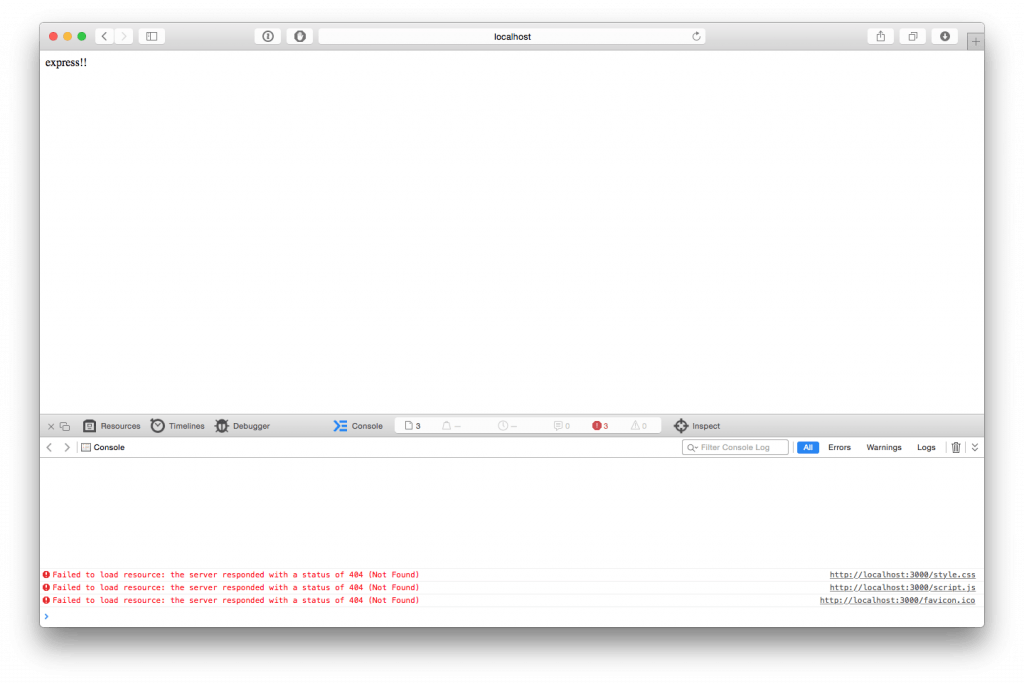 localhost
express!!
Resources Timelines Debugger Console 3 — — 0 3 0 Inspect
Console Filter Console Log All Errors Warnings Logs
Failed to load resource: the server responded with a status of 404 (Not Found) http://localhost:3000/style.css
Failed to load resource: the server responded with a status of 404 (Not Found) http://localhost:3000/script.js
Failed to load resource: the server responded with a status of 404 (Not Found) http://localhost:3000/favicon.ico